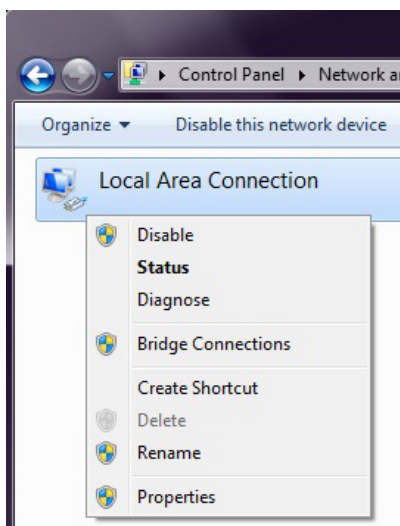 Control Panel Network a
Organize Disable this network device
Local Area Connection
Disable
Status
Diagnose
Bridge Connections
Create Shortcut
Delete
Rename
Properties